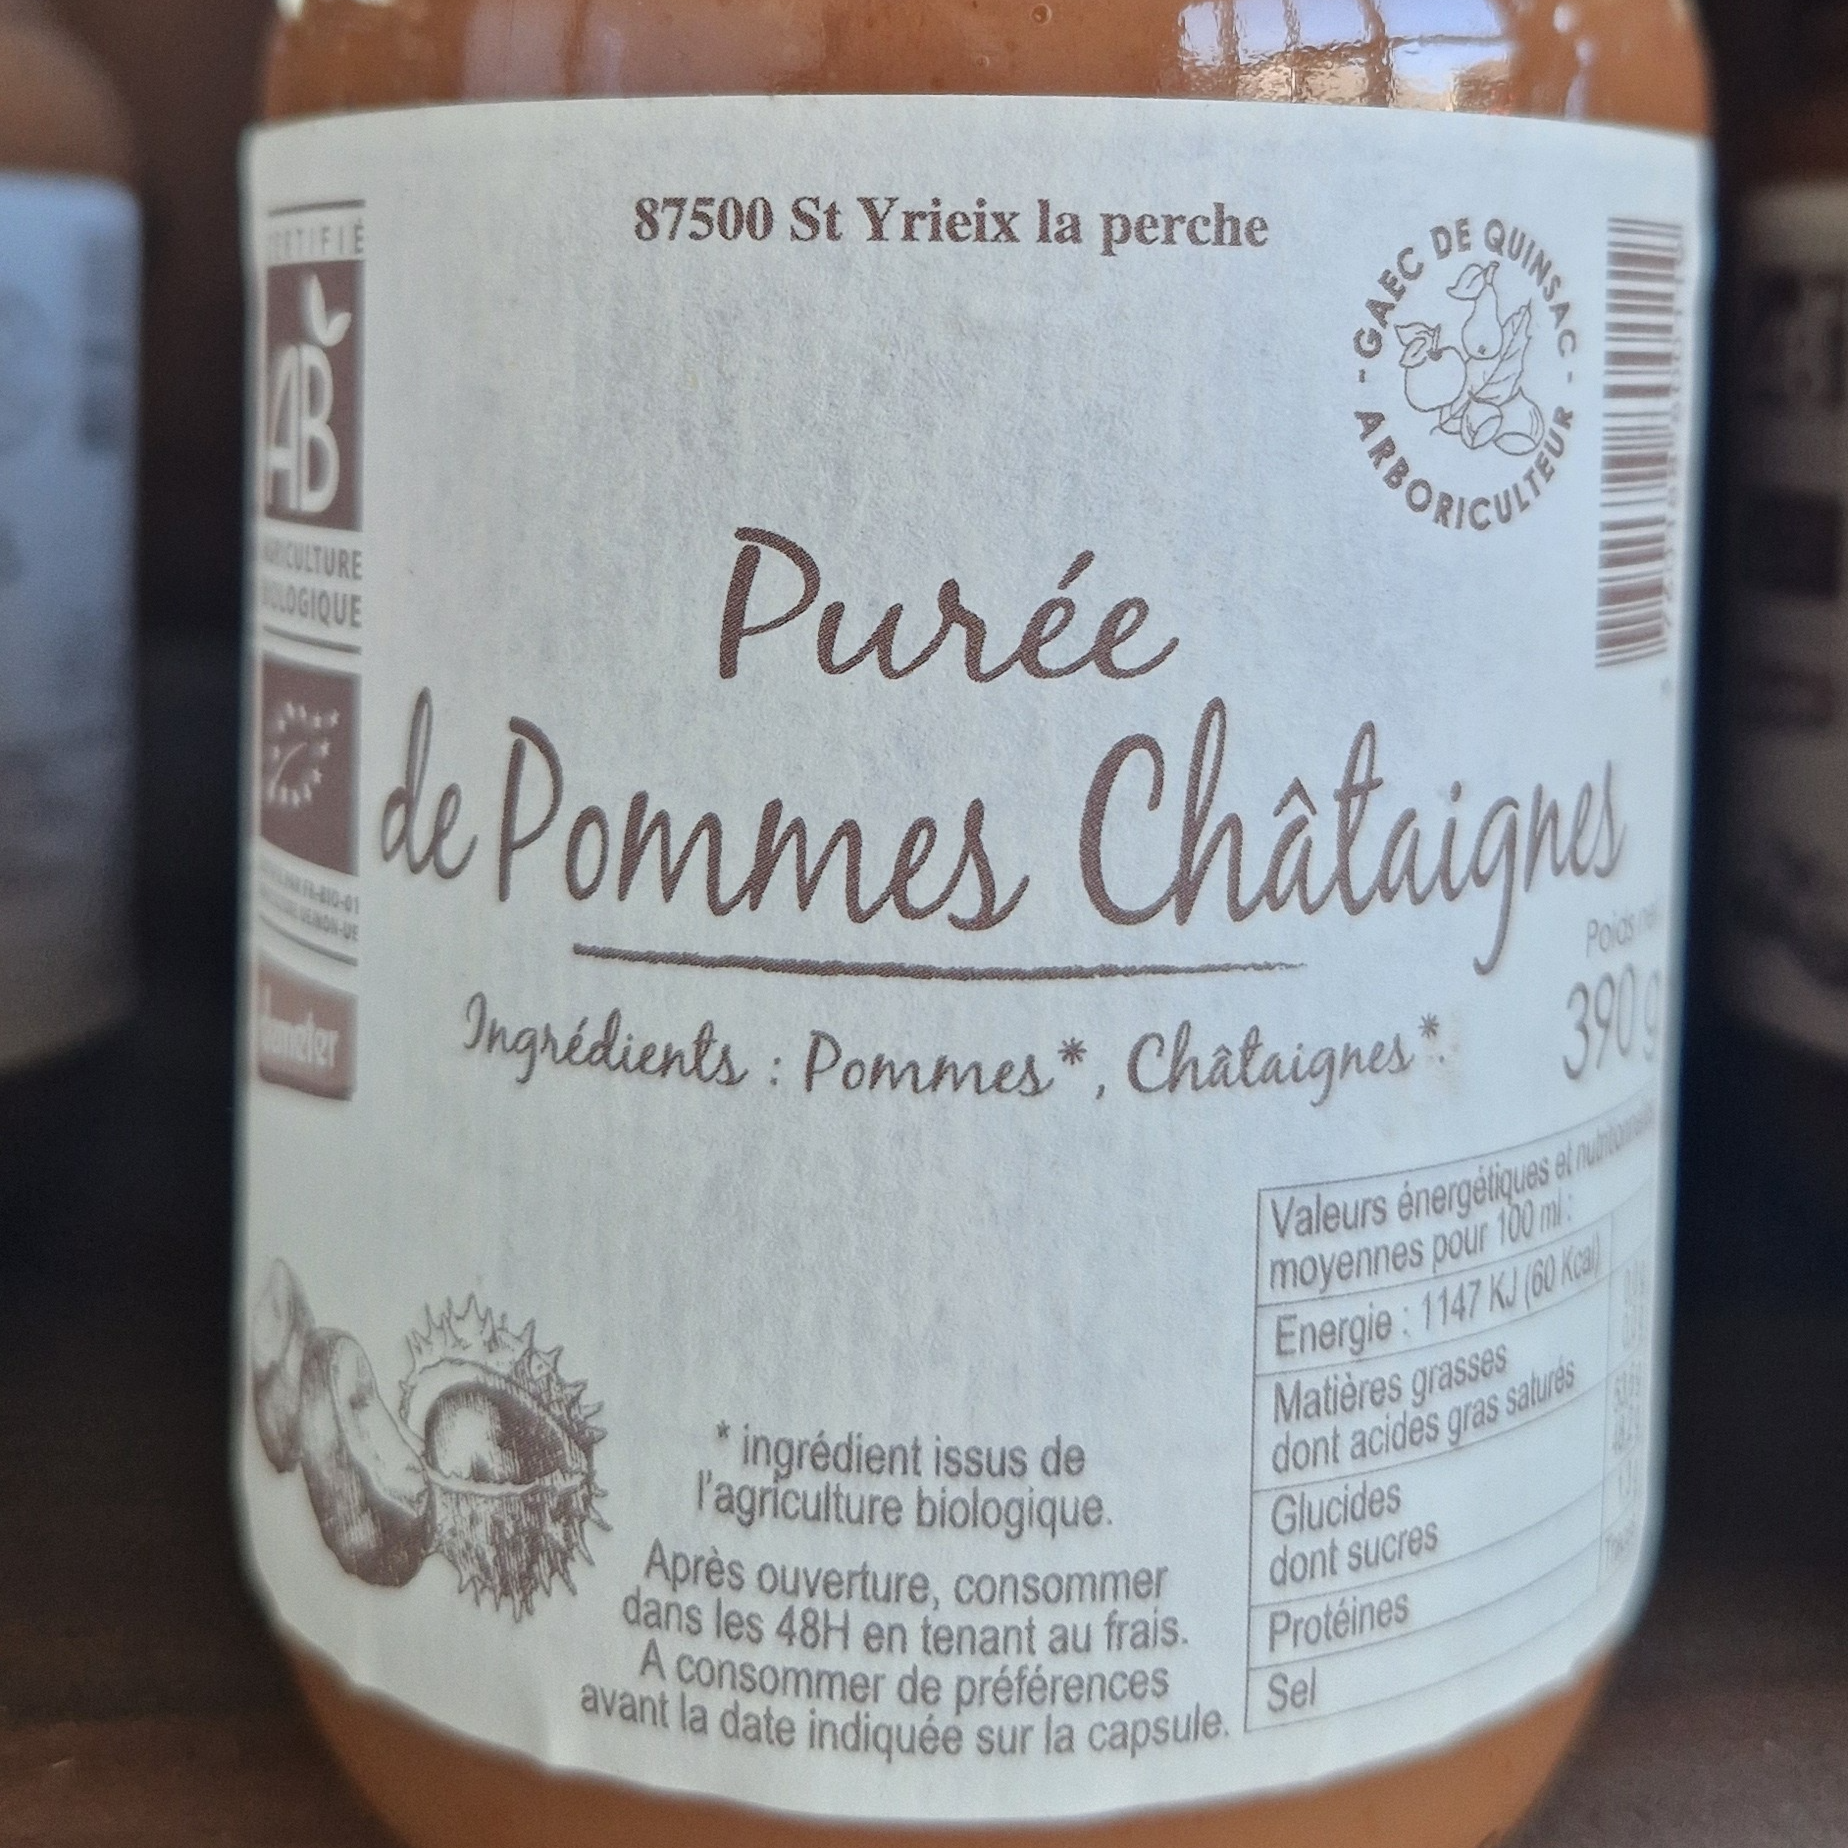 87500 St Yrieix la perche
- GAEC DE QUINSAC -
ARBORICULTEUR
AB
BIOLOGIQUE
Purée
de Pommes Châtaignes
Ingrédients : Pommes*, Châtaignes*.
Poids
390 g
demeter
Valeurs énergétiques et
moyennes pour 100 ml :
Energie : 1147 KJ (60 Kcal)
Matières grasses
dont acides gras saturés
Glucides
dont sucres
Protéines
Sel
* ingrédient issus de
l'agriculture biologique.
Après ouverture, consommer
dans les 48H en tenant au frais.
A consommer de préférences
avant la date indiquée sur la capsule.